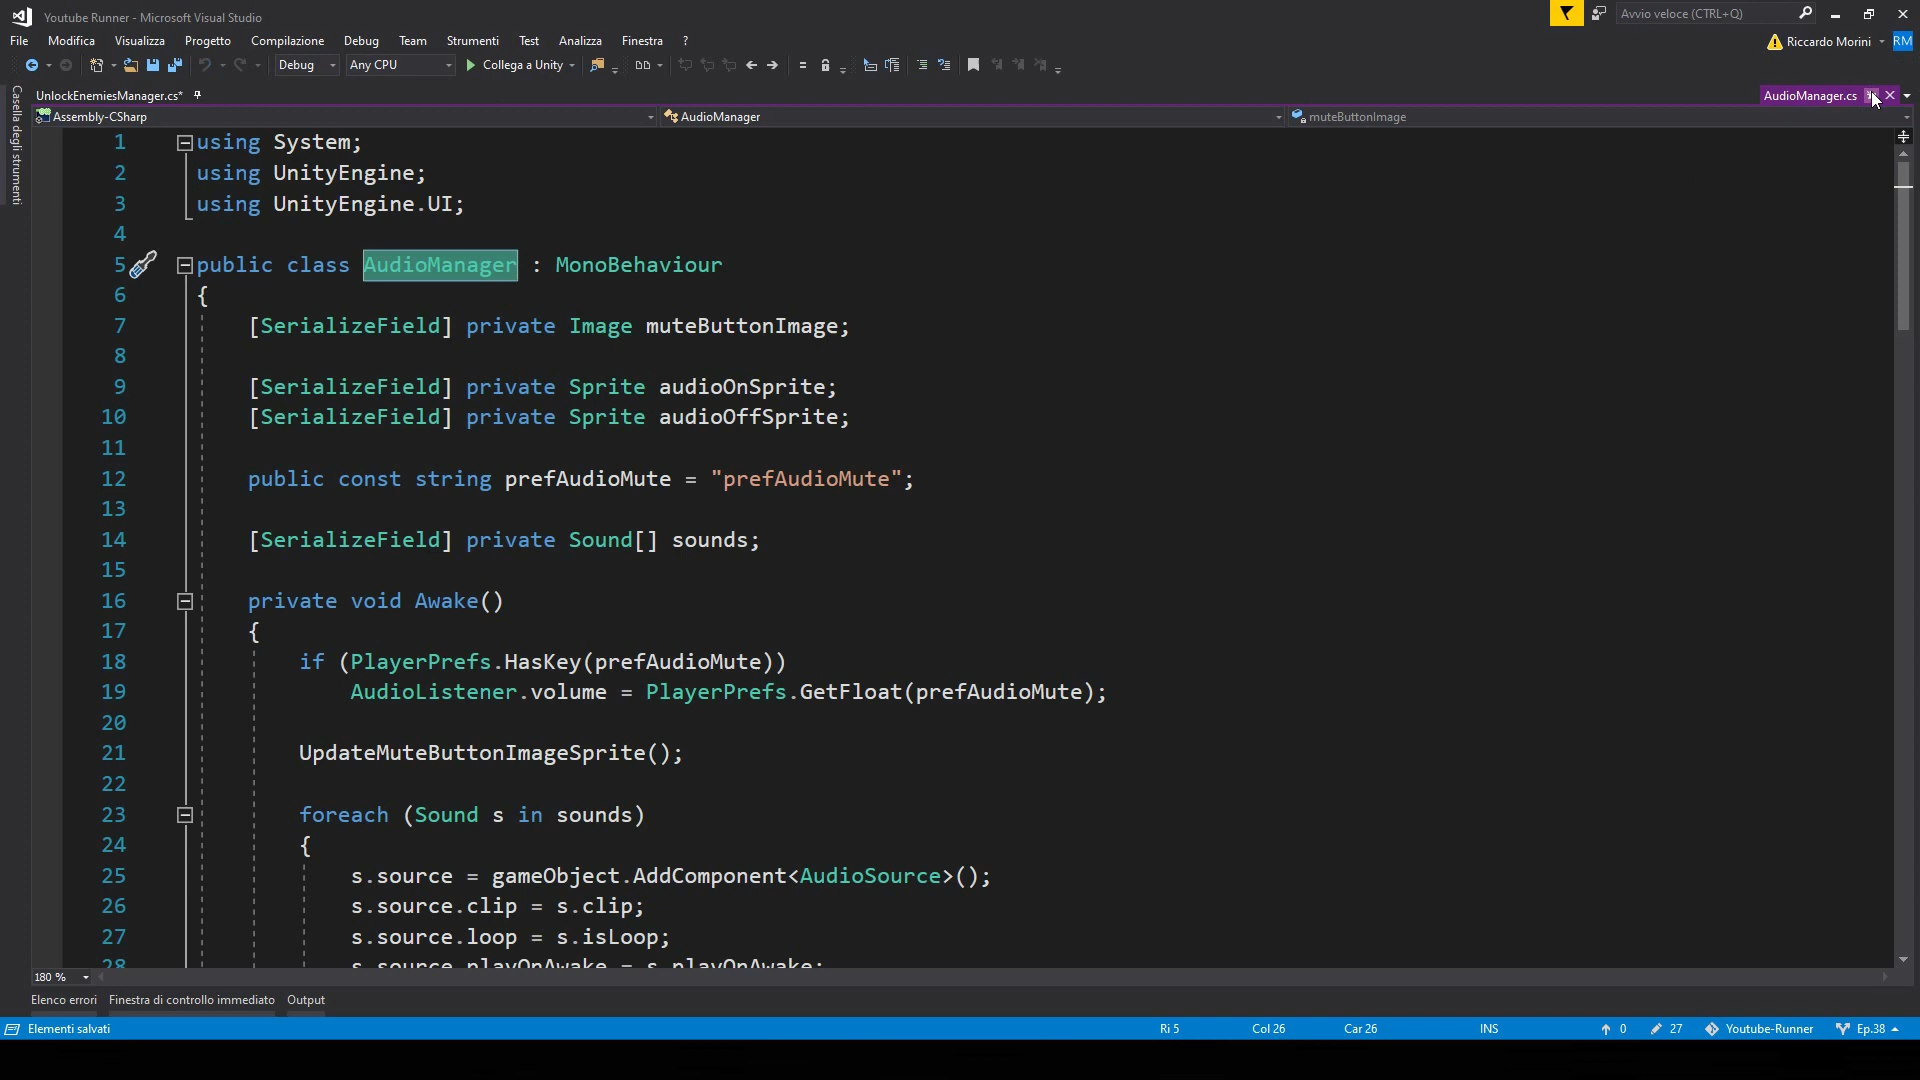 Youtube Runner - Microsoft Visual Studio
Avvio veloce (CTRL+Q)
File Modifica Visualizza Progetto Compilazione Debug Team Strumenti Test Analizza Finestra ?
Riccardo Morini RM
Debug Any CPU Collega a Unity
Casella degli strumenti
UnlockEnemiesManager.cs*
AudioManager.cs
Assembly-CSharp AudioManager muteButtonImage
1 using System;
2 using UnityEngine;
3 using UnityEngine.UI;
4
5 public class AudioManager : MonoBehaviour
6 {
7 [SerializeField] private Image muteButtonImage;
8
9 [SerializeField] private Sprite audioOnSprite;
10 [SerializeField] private Sprite audioOffSprite;
11
12 public const string prefAudioMute = "prefAudioMute";
13
14 [SerializeField] private Sound[] sounds;
15
16 private void Awake()
17 {
18 if (PlayerPrefs.HasKey(prefAudioMute))
19 AudioListener.volume = PlayerPrefs.GetFloat(prefAudioMute);
20
21 UpdateMuteButtonImageSprite();
22
23 foreach (Sound s in sounds)
24 {
25 s.source = gameObject.AddComponent<AudioSource>();
26 s.source.clip = s.clip;
27 s.source.loop = s.isLoop;
28 s.source.playOnAwake = s.playOnAwake;
180 %
Elenco errori Finestra di controllo immediato Output
Elementi salvati Ri 5 Col 26 Car 26 INS 0 27 Youtube-Runner Ep.38